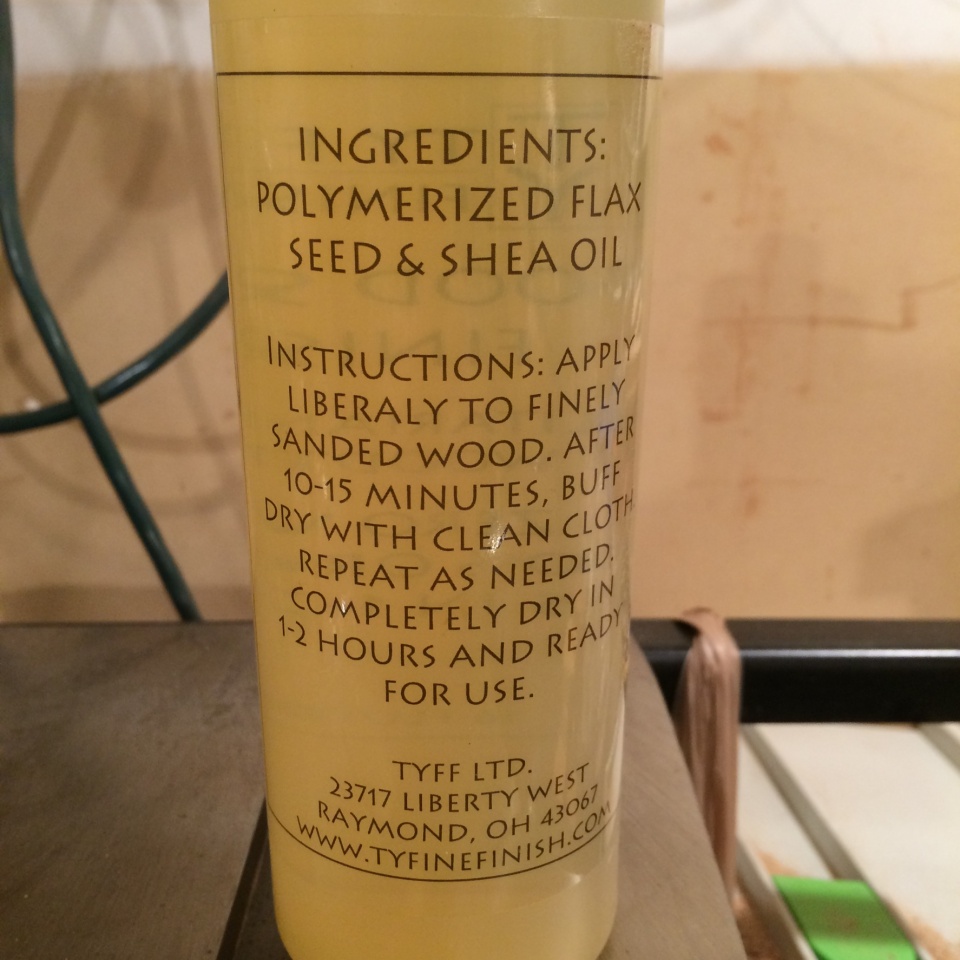 INGREDIENTS:
POLYMERIZED FLAX
SEED & SHEA OIL
INSTRUCTIONS: APPLY
LIBERALY TO FINELY
SANDED WOOD. AFTER
10-15 MINUTES, BUFF
DRY WITH CLEAN CLOTH.
REPEAT AS NEEDED.
COMPLETELY DRY IN
1-2 HOURS AND READY
FOR USE.
TYFF LTD.
23717 LIBERTY WEST
RAYMOND, OH 43067
WWW.TYFINEFINISH.COM